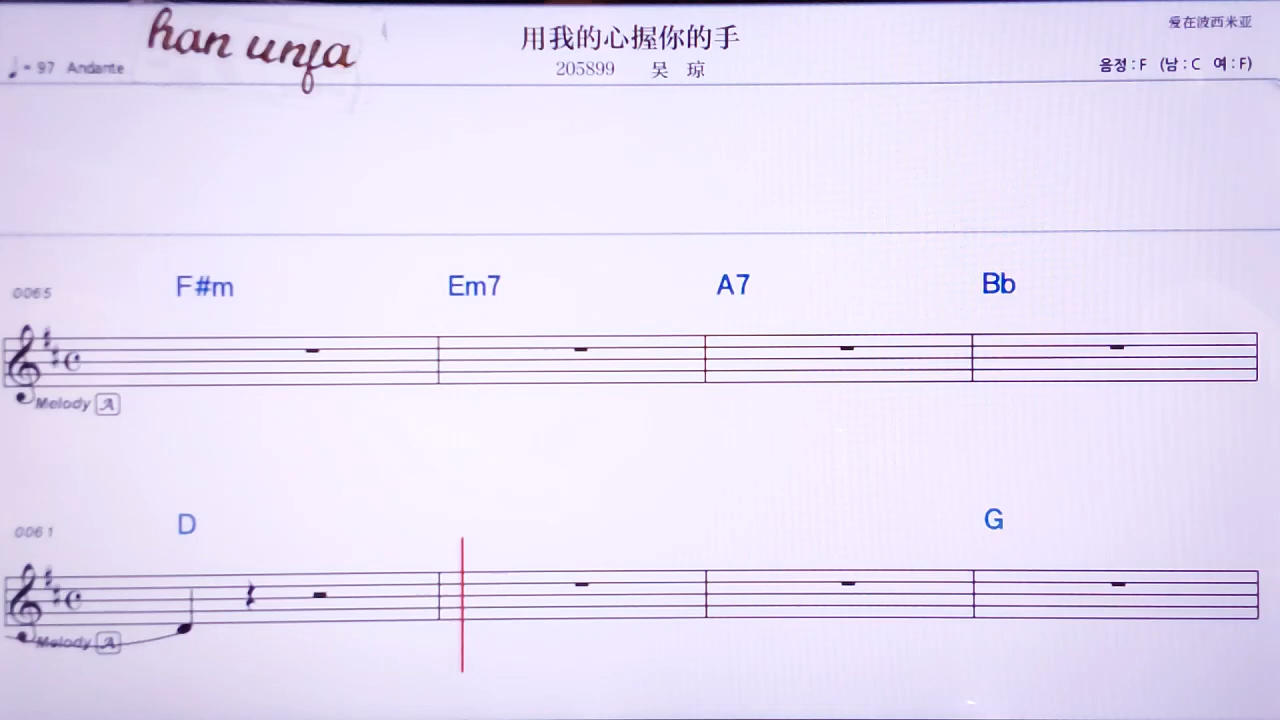 han unfa
用我的心握你的手
爱在波西米亚
♩= 97 Andante
205899 吴 琼
음정 : F (남 : C 여 : F)
0065 F#m Em7 A7 Bb
Melody A
0061 D G
Melody A